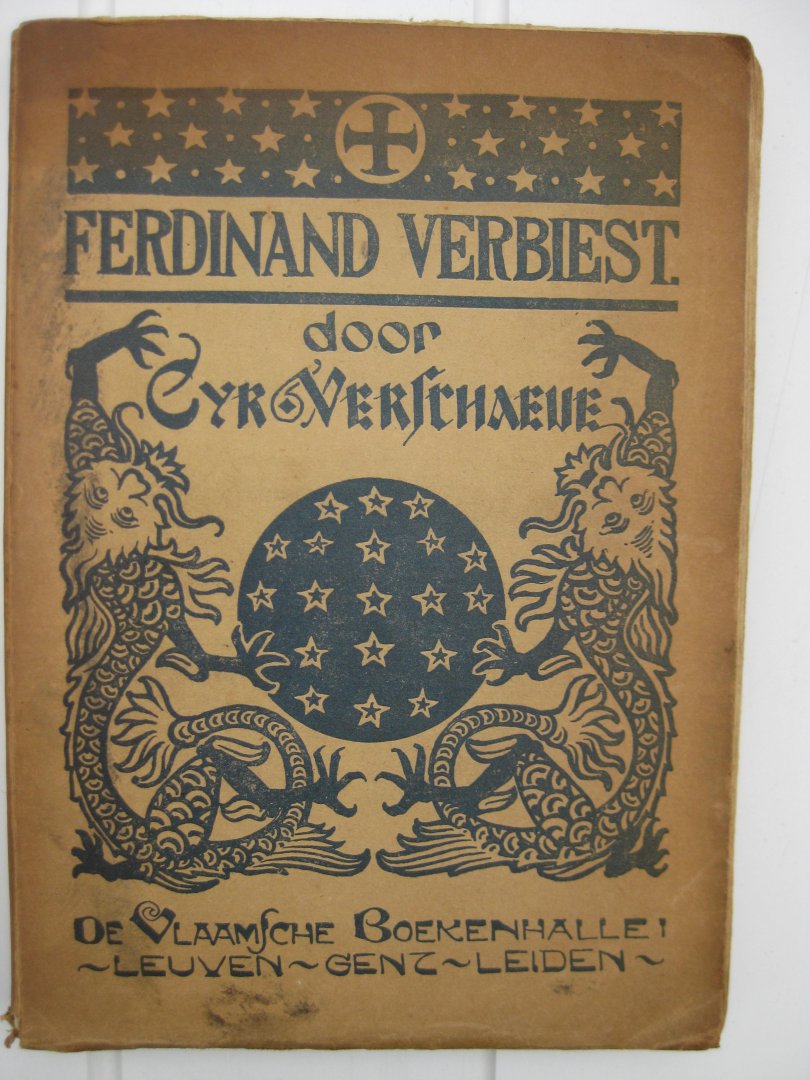 FERDINAND VERBIEST.
door
CYR. VERSCHAEVE
DE VLAAMSCHE BOEKENHALLE:
~LEUVEN~GENT~LEIDEN~